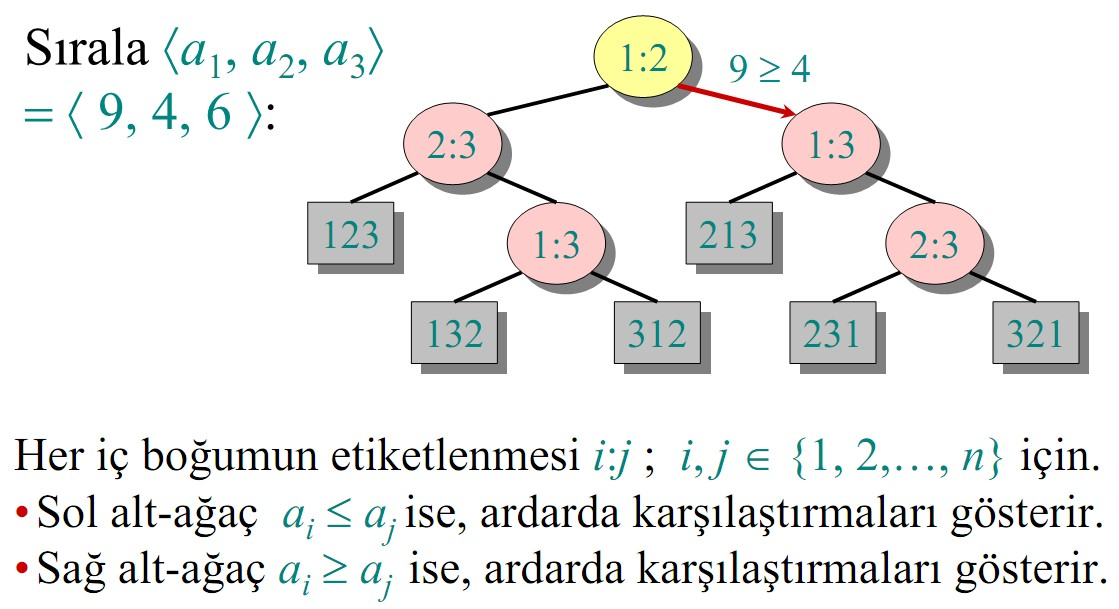 Sırala ⟨a₁, a₂, a₃⟩
= ⟨ 9, 4, 6 ⟩:
1:2
9 ≥ 4
2:3
1:3
123
1:3
213
2:3
132
312
231
321
Her iç boğumun etiketlenmesi i:j ; i, j ∈ {1, 2,…, n} için.
• Sol alt-ağaç aᵢ ≤ aⱼ ise, ardarda karşılaştırmaları gösterir.
• Sağ alt-ağaç aᵢ ≥ aⱼ ise, ardarda karşılaştırmaları gösterir.